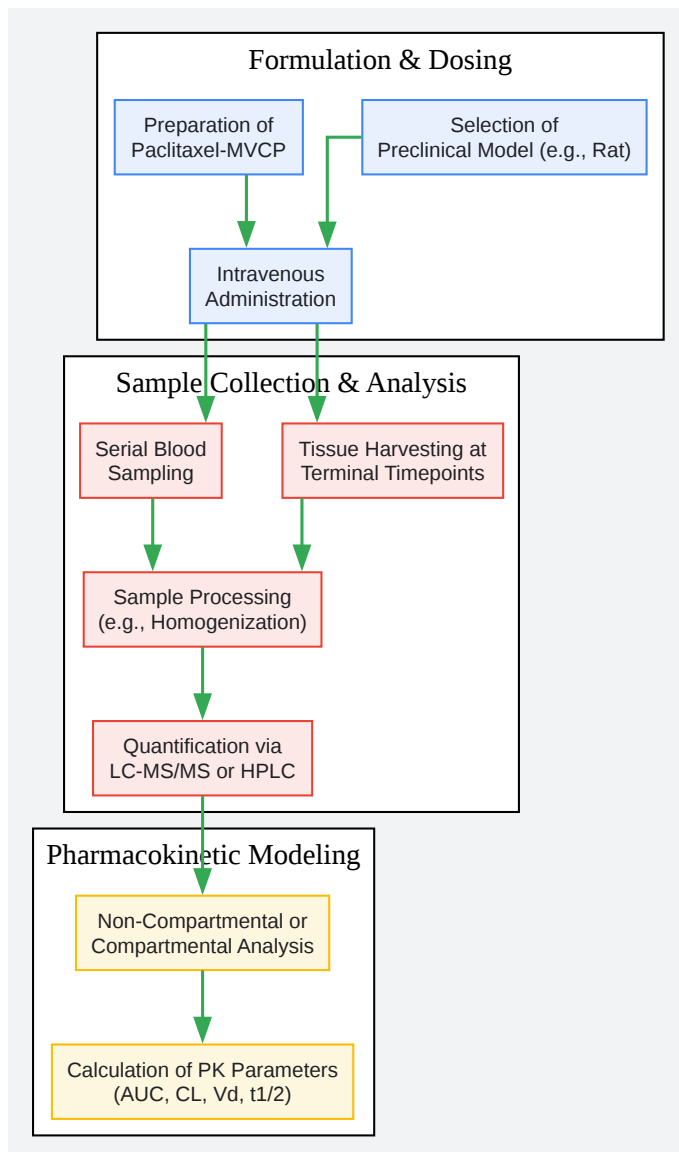 Formulation & Dosing
Preparation of
Paclitaxel-MVCP
Selection of
Preclinical Model (e.g., Rat)
Intravenous
Administration
Sample Collection & Analysis
Serial Blood
Sampling
Tissue Harvesting at
Terminal Timepoints
Sample Processing
(e.g., Homogenization)
Quantification via
LC-MS/MS or HPLC
Pharmacokinetic Modeling
Non-Compartmental or
Compartmental Analysis
Calculation of PK Parameters
(AUC, CL, Vd, t1/2)